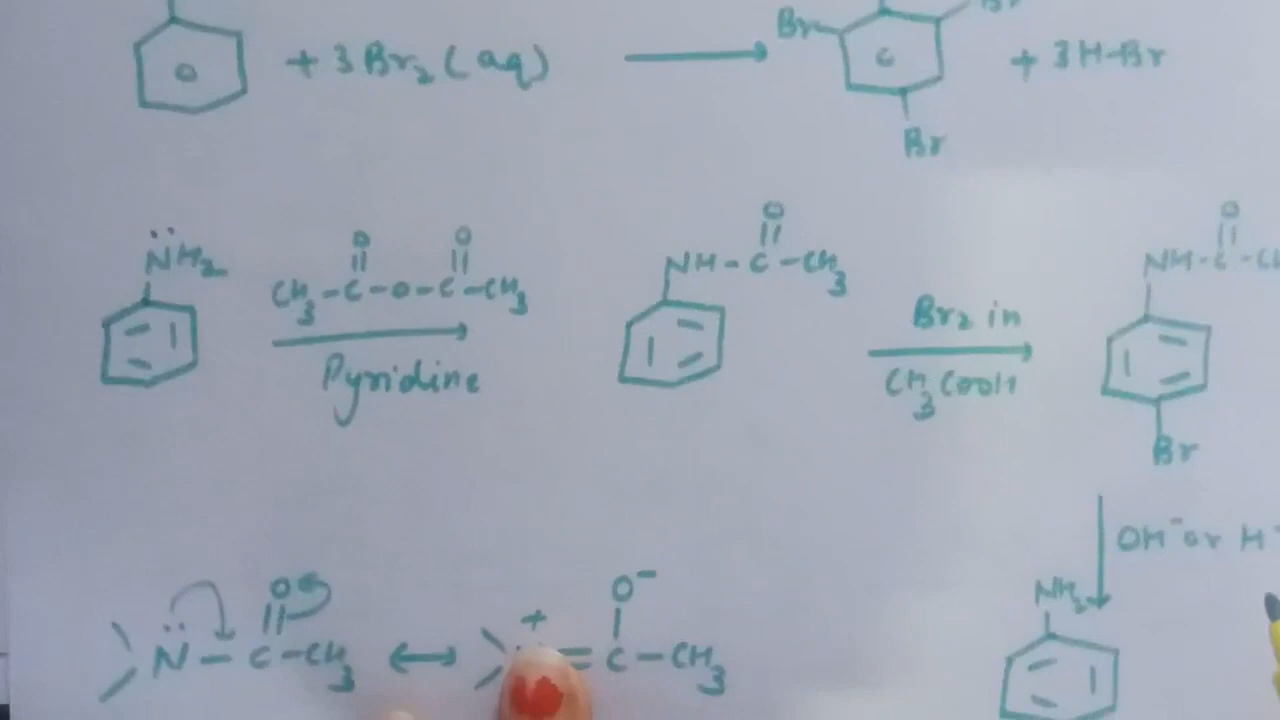 + 3Br₂(aq) ⟶ Br Br + 3H-Br
Br
N̈H₂ O O O O
CH₃-C-O-C-CH₃ NH-C-CH₃ Br₂ in NH-C-CH
Pyridine CH₃COOH
Br
OH⁻ or H
O O⁻ NH₂
N̈-C-CH₃ ⟷ + =C-CH₃